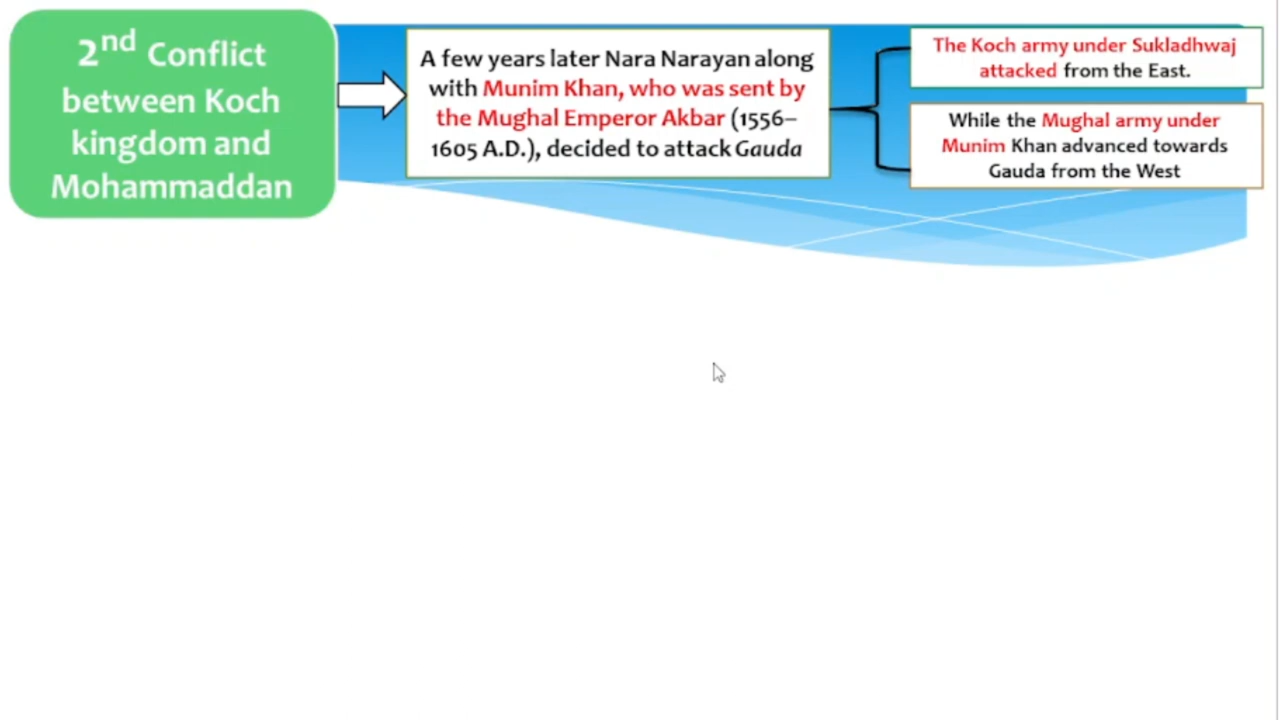 2nd Conflict
between Koch
kingdom and
Mohammaddan
A few years later Nara Narayan along
with Munim Khan, who was sent by
the Mughal Emperor Akbar (1556–
1605 A.D.), decided to attack Gauda
The Koch army under Sukladhwaj
attacked from the East.
While the Mughal army under
Munim Khan advanced towards
Gauda from the West